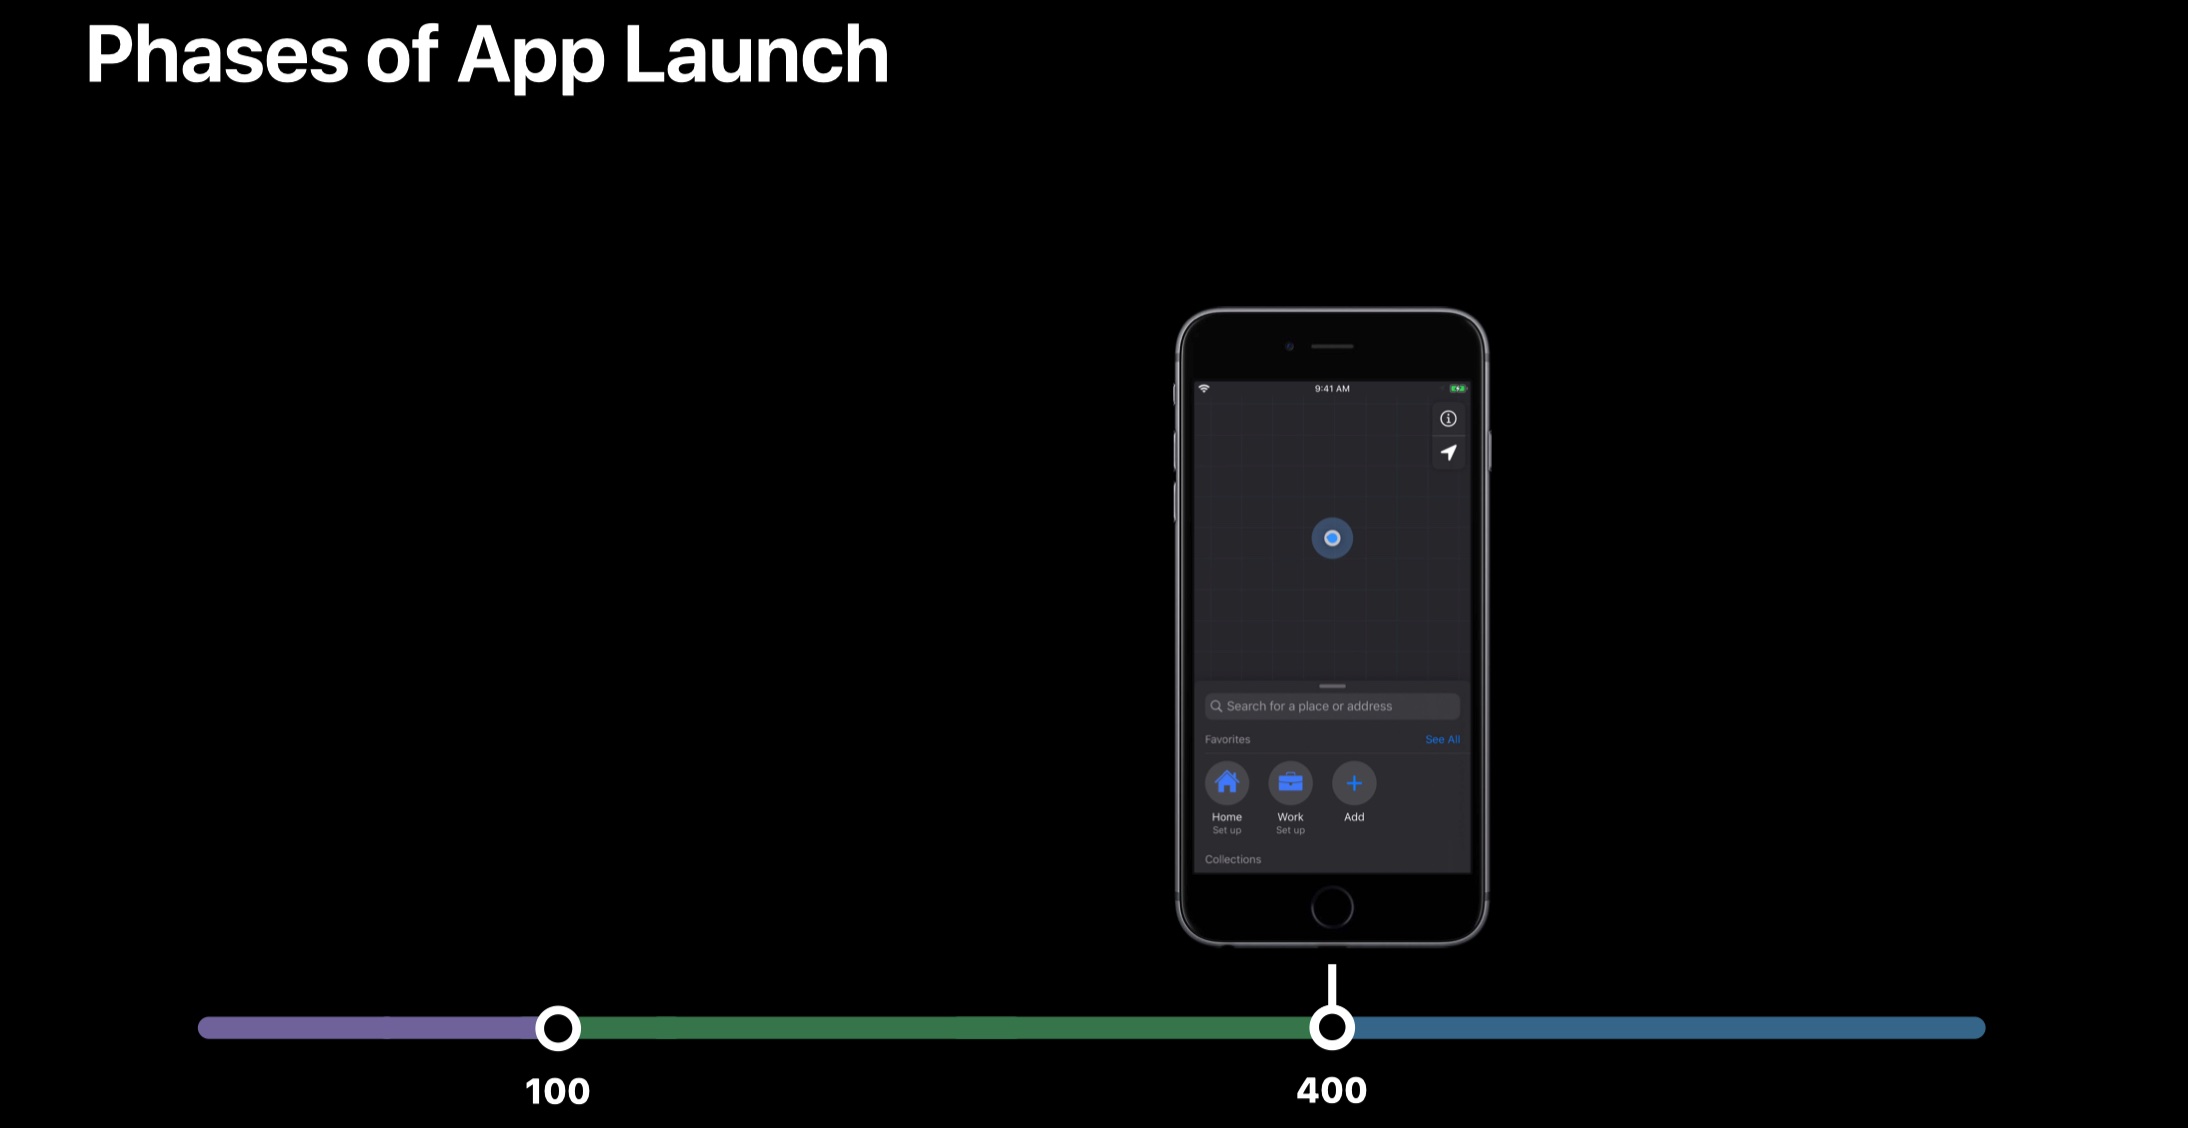 Phases of App Launch
9:41 AM
Search for a place or address
Favorites See All
Home Work Add
Set up Set up
Collections
100 400